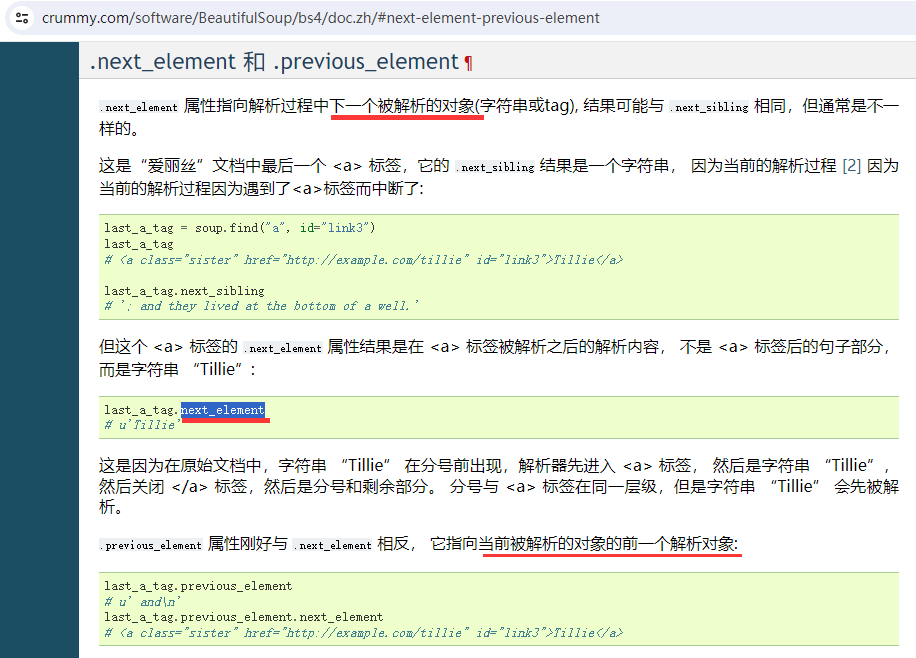 crummy.com/software/BeautifulSoup/bs4/doc.zh/#next-element-previous-element
.next_element 和 .previous_element ¶
.next_element 属性指向解析过程中下一个被解析的对象(字符串或tag), 结果可能与 .next_sibling 相同，但通常是不一
样的。
这是“爱丽丝”文档中最后一个 <a> 标签，它的 .next_sibling 结果是一个字符串， 因为当前的解析过程 [2] 因为
当前的解析过程因为遇到了<a>标签而中断了:
last_a_tag = soup.find("a", id="link3")
last_a_tag
# <a class="sister" href="http://example.com/tillie" id="link3">Tillie</a>
last_a_tag.next_sibling
# '; and they lived at the bottom of a well.'
但这个 <a> 标签的 .next_element 属性结果是在 <a> 标签被解析之后的解析内容， 不是 <a> 标签后的句子部分，
而是字符串 “Tillie”：
last_a_tag.next_element
# u'Tillie'
这是因为在原始文档中，字符串 “Tillie” 在分号前出现，解析器先进入 <a> 标签， 然后是字符串 “Tillie”，
然后关闭 </a> 标签，然后是分号和剩余部分。 分号与 <a> 标签在同一层级，但是字符串 “Tillie” 会先被解
析。
.previous_element 属性刚好与 .next_element 相反， 它指向当前被解析的对象的前一个解析对象:
last_a_tag.previous_element
# u' and\n'
last_a_tag.previous_element.next_element
# <a class="sister" href="http://example.com/tillie" id="link3">Tillie</a>